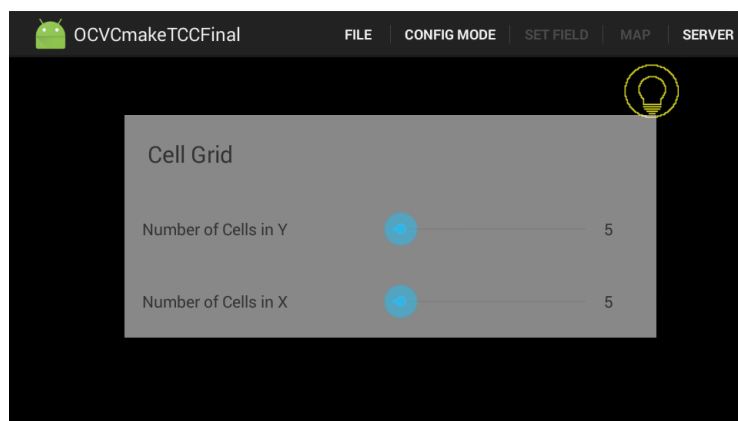 OCVCmakeTCCFinal FILE CONFIG MODE SET FIELD MAP SERVER
Cell Grid
Number of Cells in Y 5
Number of Cells in X 5